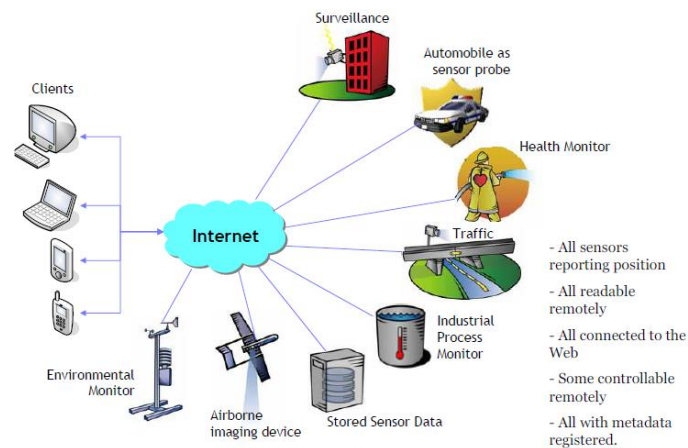 Surveillance
Automobile as
sensor probe
Clients
Health Monitor
Internet
Traffic
- All sensors
reporting position
- All readable
remotely
- All connected to the
Web
- Some controllable
remotely
- All with metadata
registered.
Industrial
Process
Monitor
Environmental
Monitor
Airborne
imaging device
Stored Sensor Data